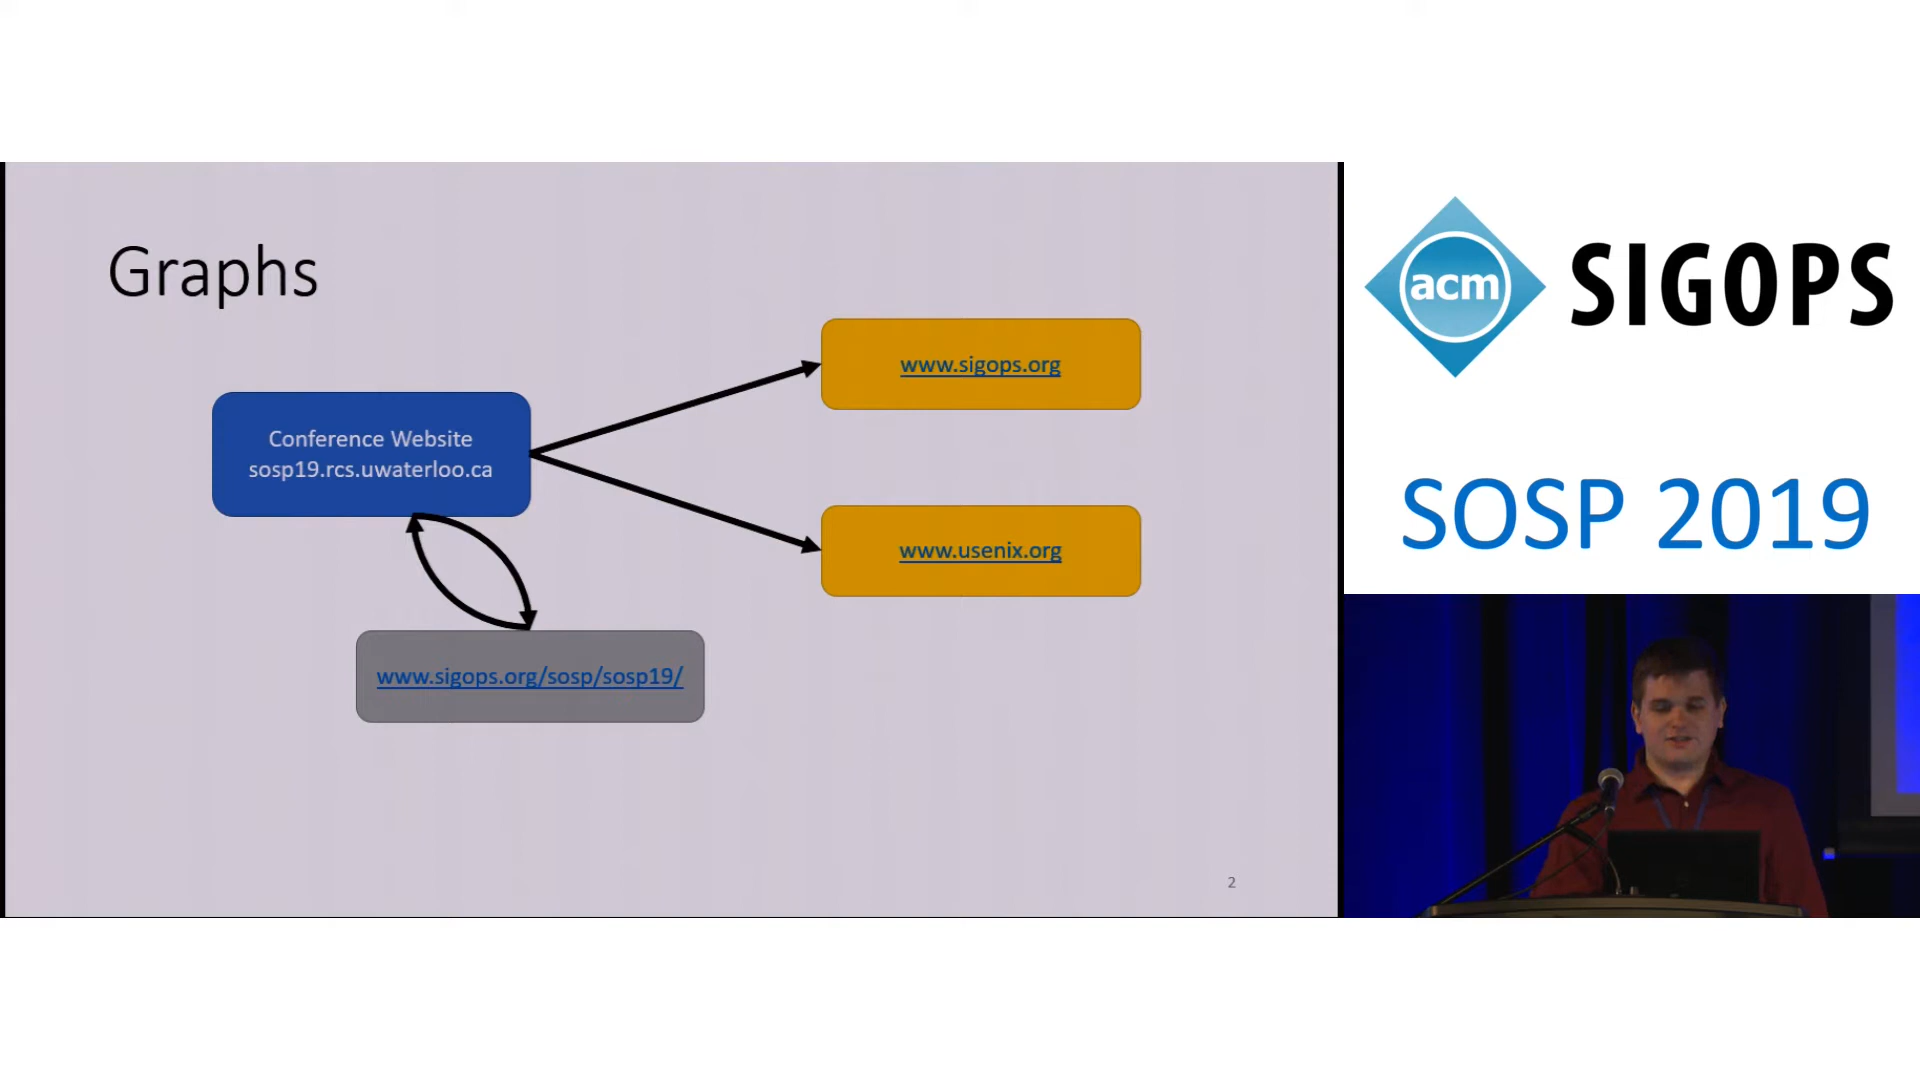 Graphs
www.sigops.org
Conference Website
sosp19.rcs.uwaterloo.ca
www.usenix.org
www.sigops.org/sosp/sosp19/
2
acm SIGOPS
SOSP 2019